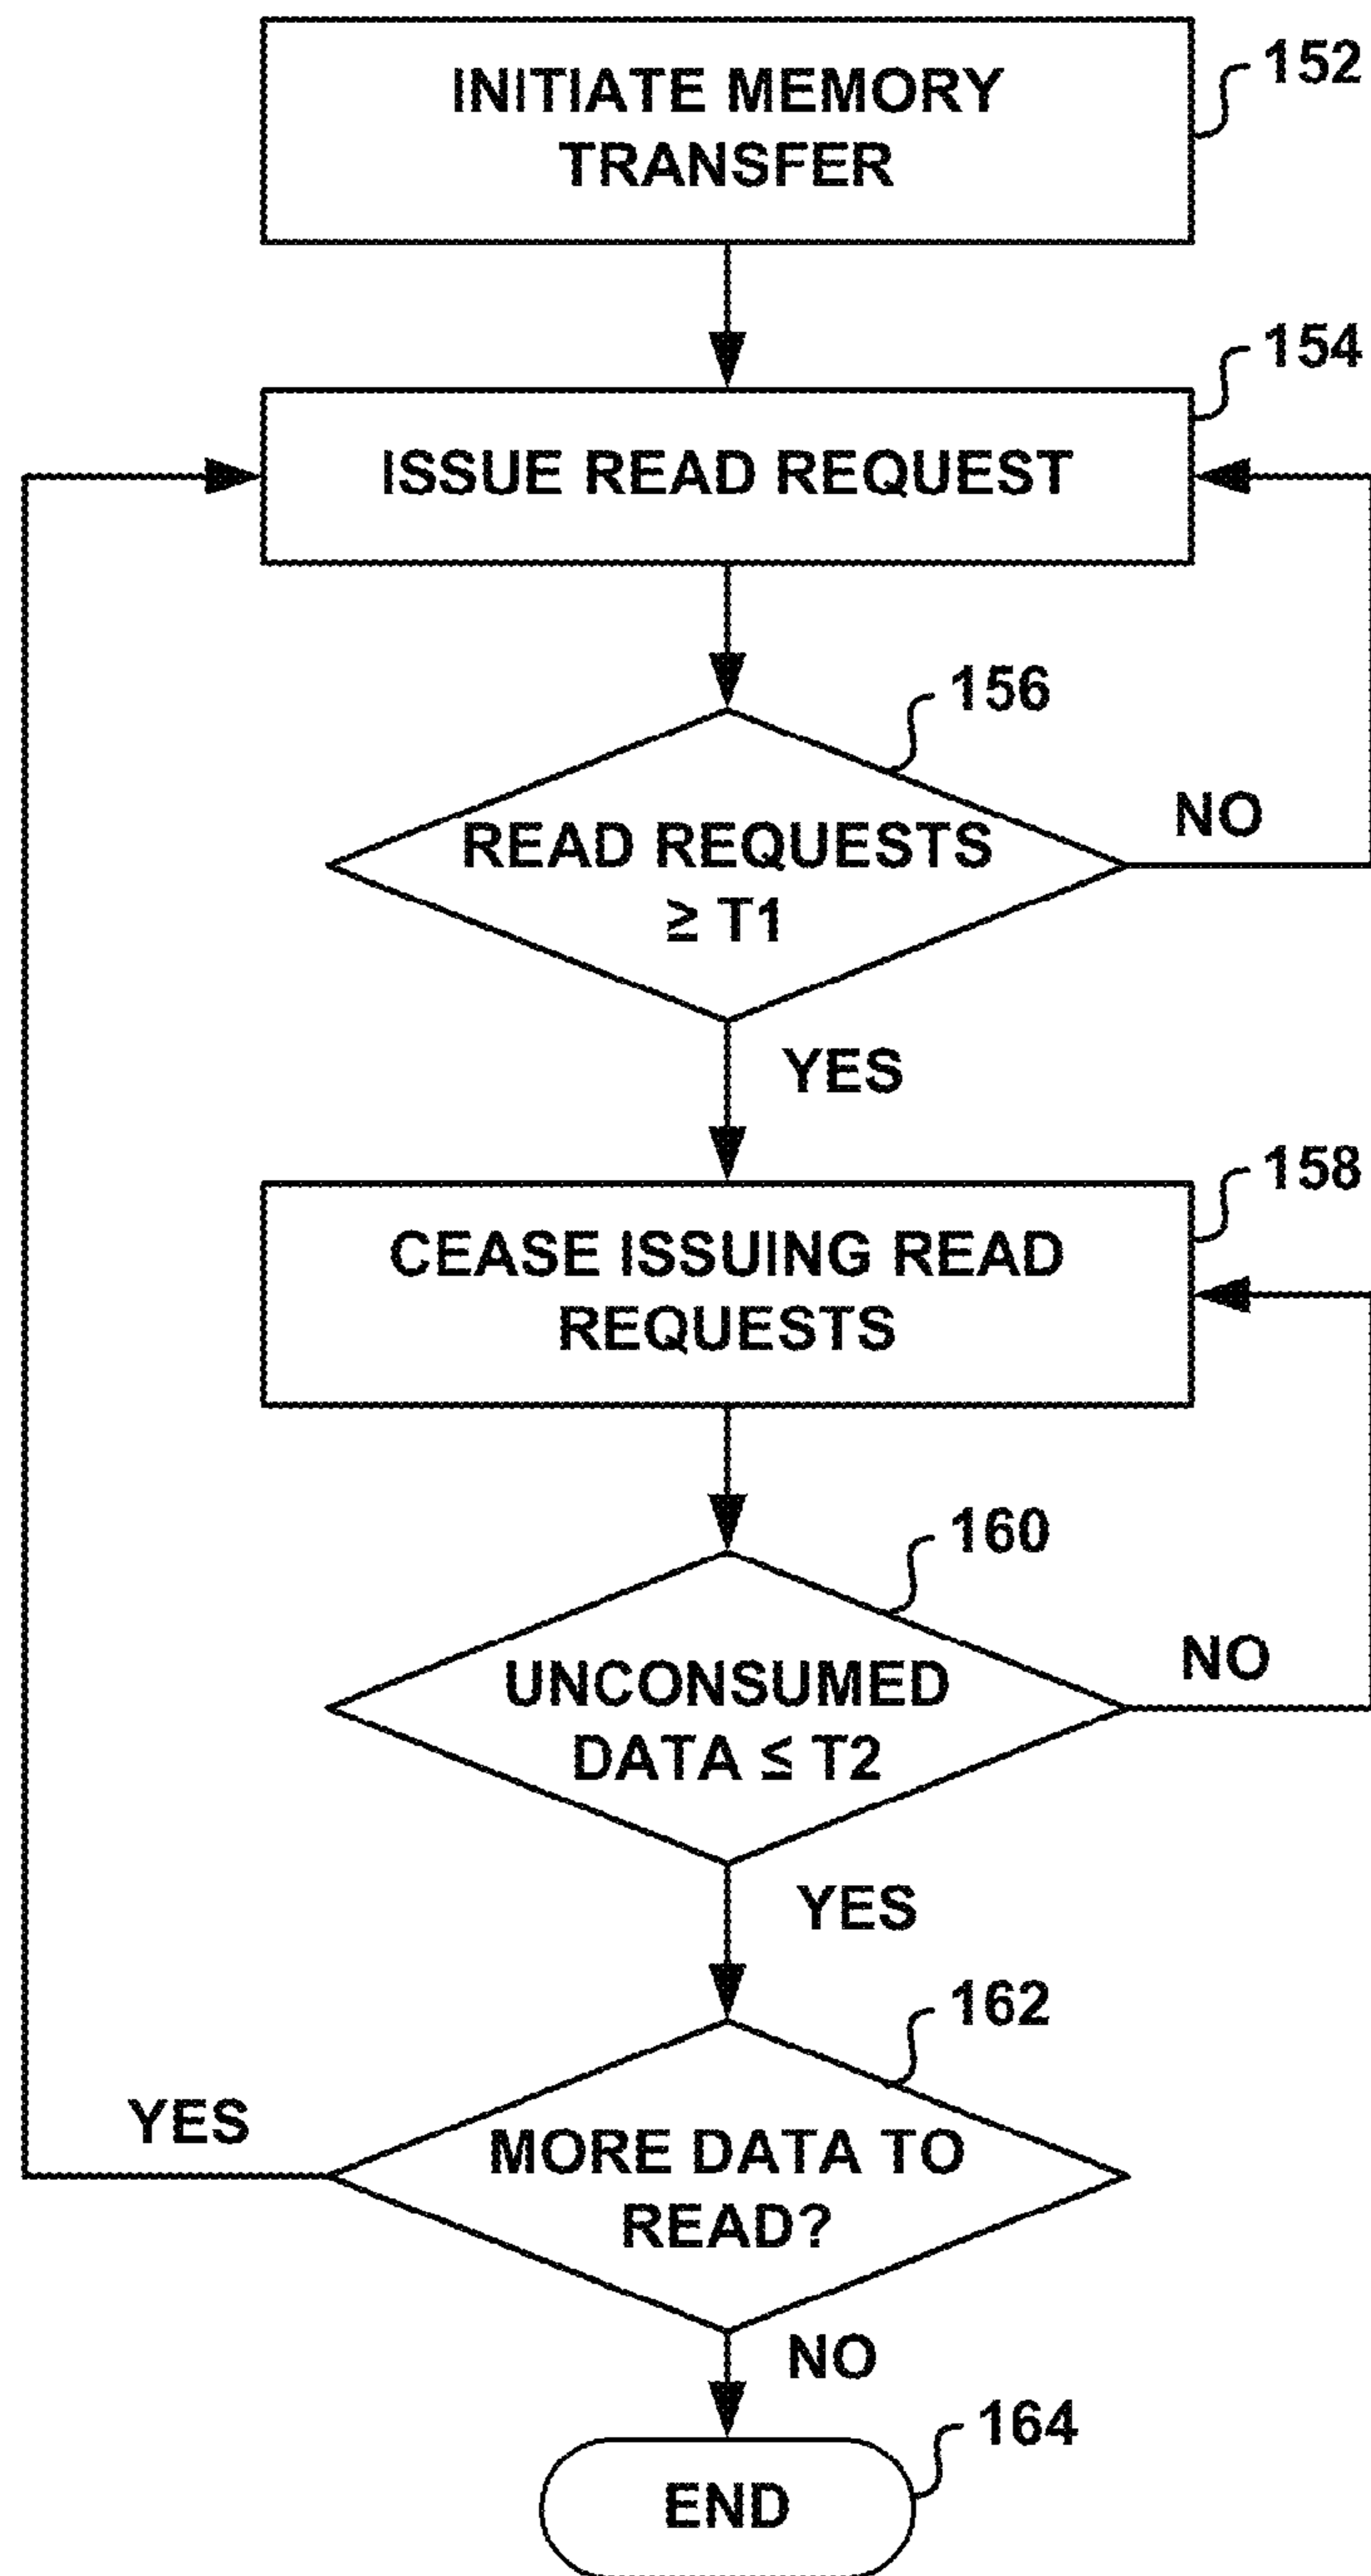 INITIATE MEMORY
TRANSFER
152
ISSUE READ REQUEST
154
READ REQUESTS
≥ T1
156
NO
YES
CEASE ISSUING READ
REQUESTS
158
UNCONSUMED
DATA ≤ T2
160
NO
YES
MORE DATA TO
READ?
162
YES
NO
END
164